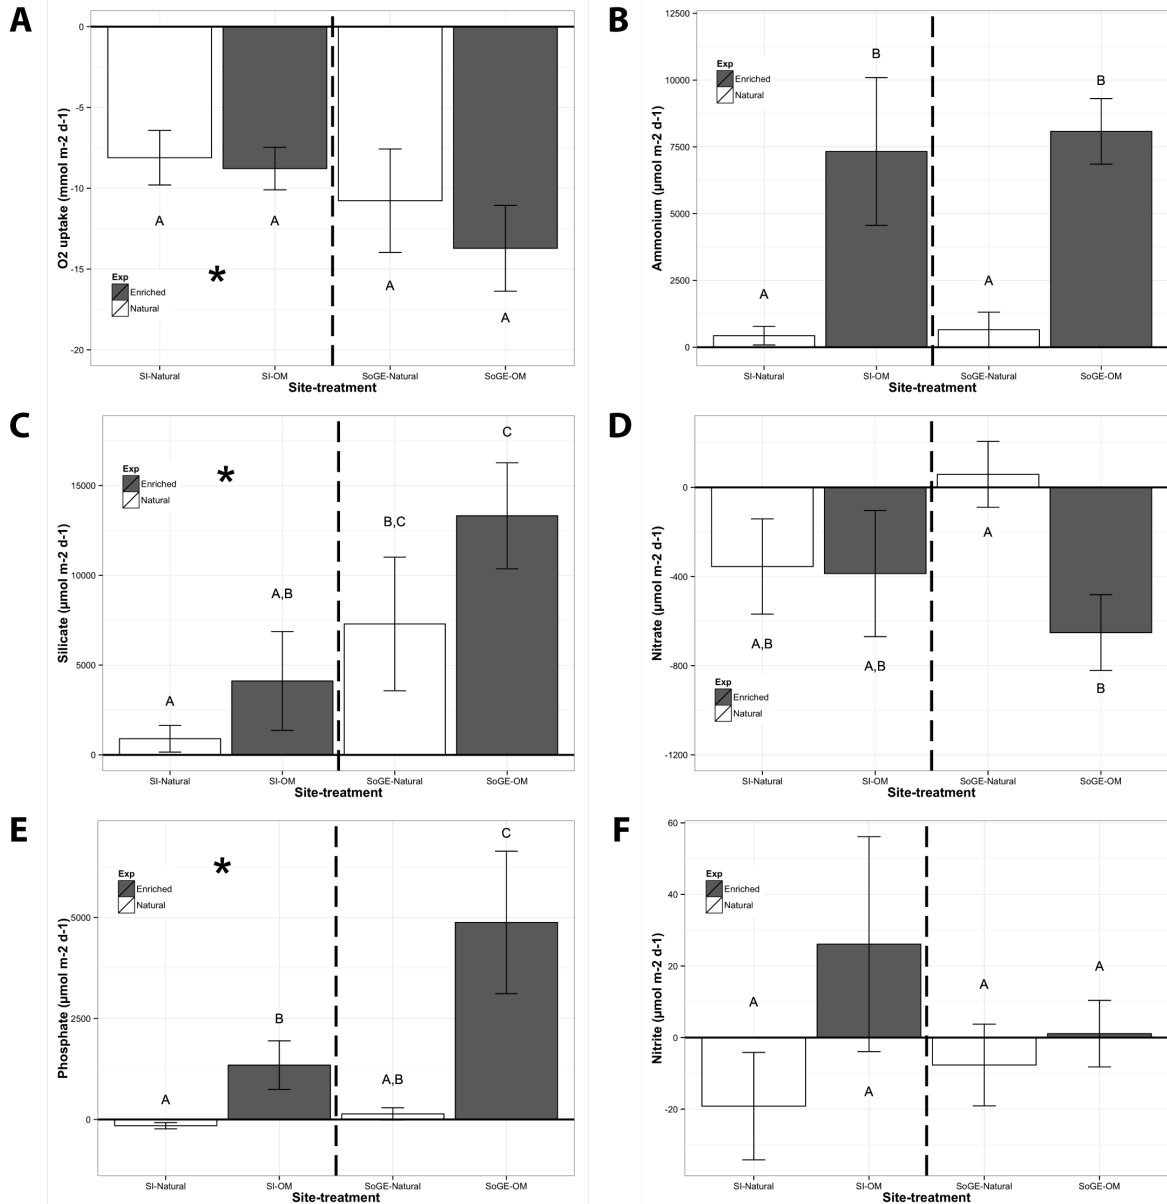 A
O2 uptake (mmol m-2 d-1)
0
-5
-10
-15
-20
A
A
A
A
*
Exp
Enriched
Natural
SI-Natural
SI-OM
SoGE-Natural
SoGE-OM
Site-treatment
B
Ammonium (µmol m-2 d-1)
12500
10000
7500
5000
2500
0
Exp
Enriched
Natural
A
B
A
B
SI-Natural
SI-OM
SoGE-Natural
SoGE-OM
Site-treatment
C
Silicate (µmol m-2 d-1)
15000
10000
5000
0
Exp
Enriched
Natural
*
A
A,B
B,C
C
SI-Natural
SI-OM
SoGE-Natural
SoGE-OM
Site-treatment
D
Nitrate (µmol m-2 d-1)
0
-400
-800
-1200
A,B
A,B
A
B
Exp
Enriched
Natural
SI-Natural
SI-OM
SoGE-Natural
SoGE-OM
Site-treatment
E
Phosphate (µmol m-2 d-1)
5000
2500
0
Exp
Enriched
Natural
*
A
B
A,B
C
SI-Natural
SI-OM
SoGE-Natural
SoGE-OM
Site-treatment
F
Nitrite (µmol m-2 d-1)
60
40
20
0
-20
Exp
Enriched
Natural
A
A
A
A
SI-Natural
SI-OM
SoGE-Natural
SoGE-OM
Site-treatment